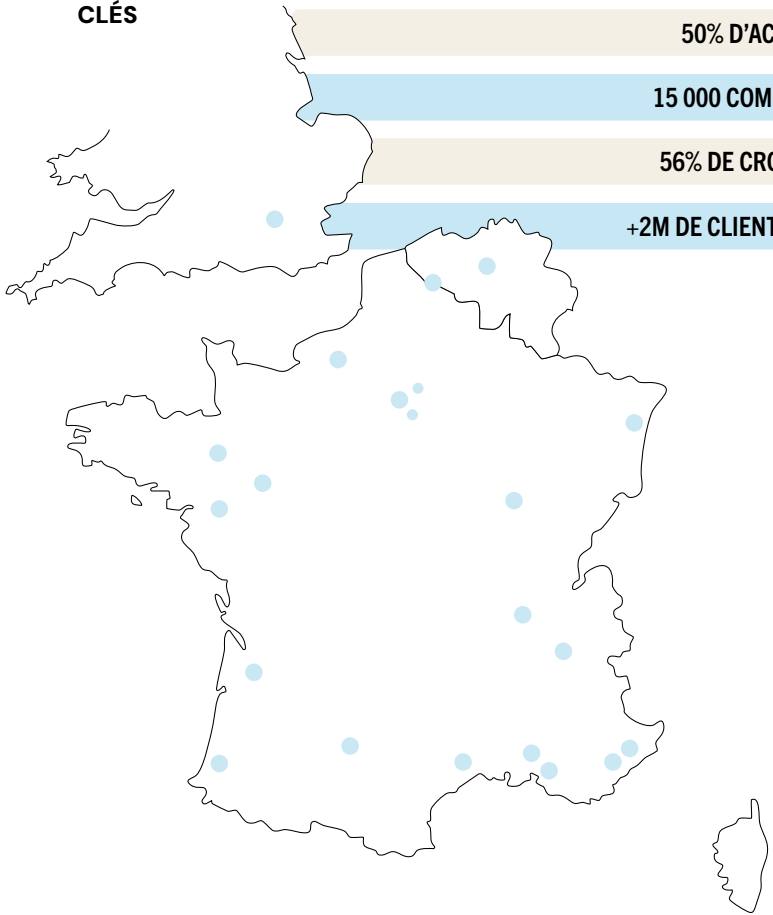 CLÉS
50% D'AC
15 000 COM
56% DE CRO
+2M DE CLIENT